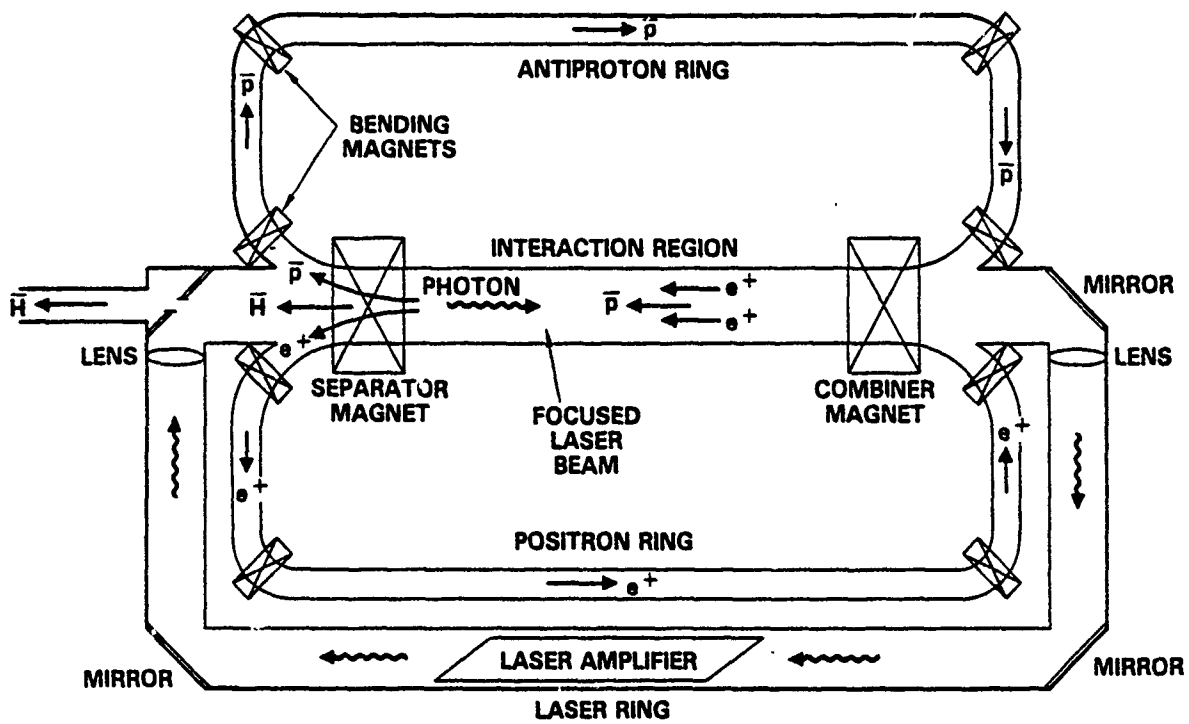 p̄
ANTIPROTON RING
p̄
BENDING
MAGNETS
p̄
INTERACTION REGION
p̄
PHOTON
e+
H̄
H̄
p̄
e+
MIRROR
e+
LENS
LENS
SEPARATOR
MAGNET
COMBINER
MAGNET
FOCUSED
LASER
BEAM
e+
e+
POSITRON RING
e+
LASER AMPLIFIER
MIRROR
MIRROR
LASER RING